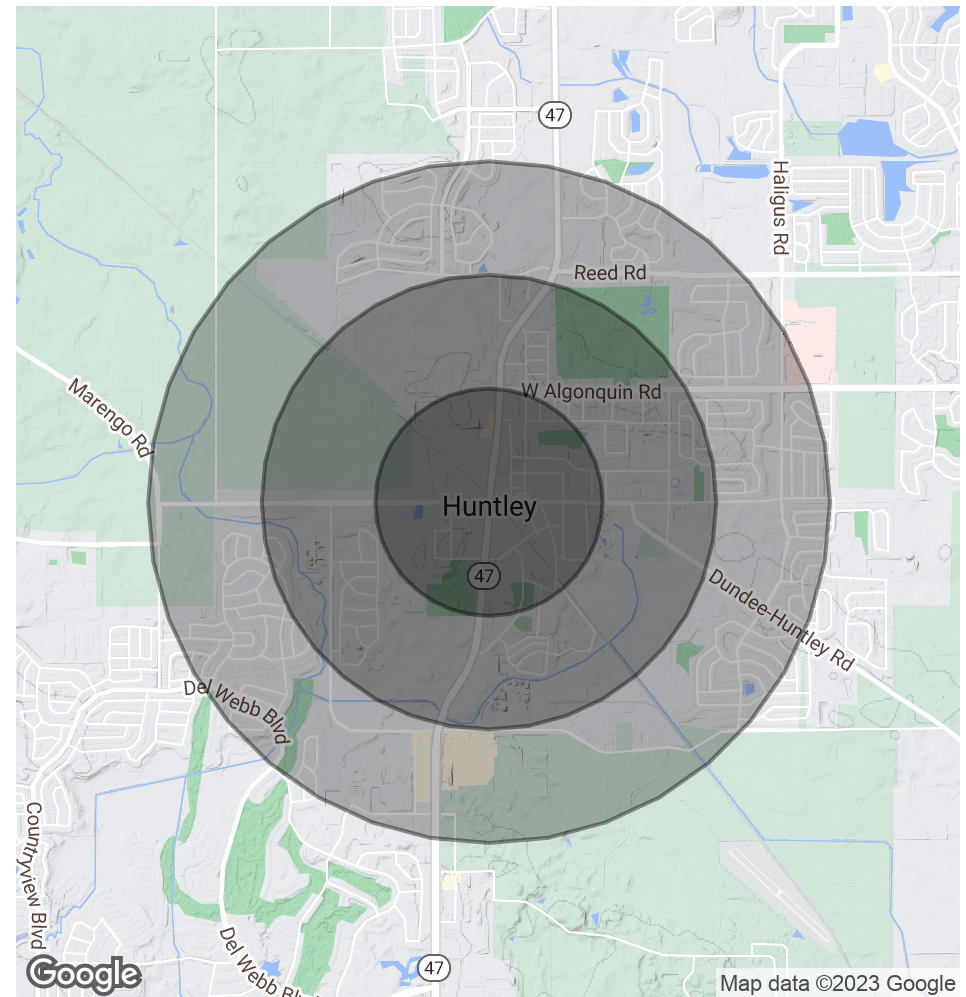 47
Haligus Rd
Reed Rd
Marengo Rd
W Algonquin Rd
Huntley
47
Dundee-Huntley Rd
Del Webb Blvd
Countryview Blvd
Del Webb Blvd
47
Google
Map data ©2023 Google